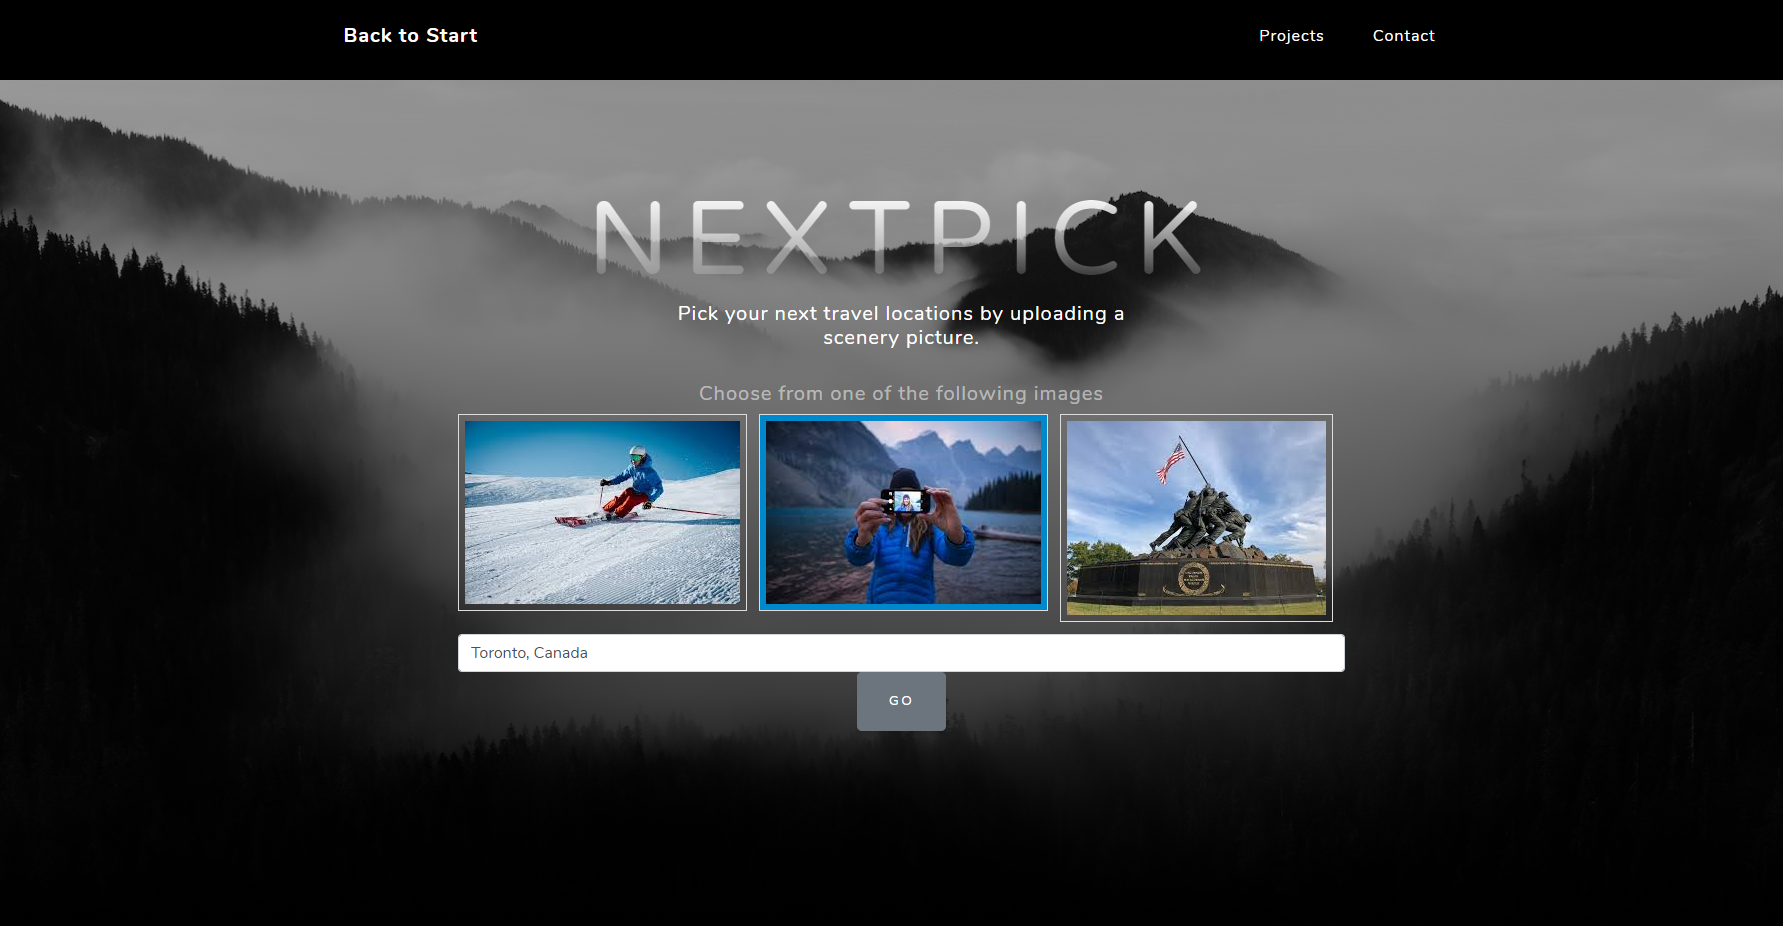 Back to Start
Projects
Contact
NEXTPICK
Pick your next travel locations by uploading a
scenery picture.
Choose from one of the following images
Toronto, Canada
GO